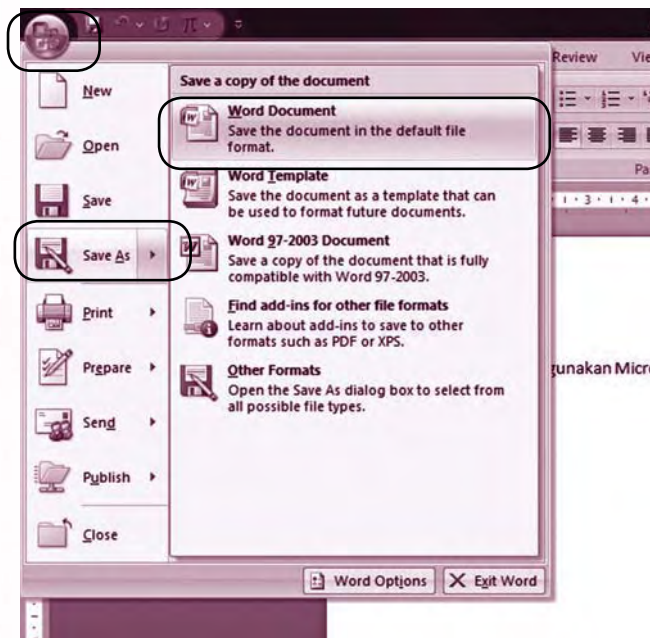 Review
New
Open
Save
Save As
Print
Prepare
Send
Publish
Close
Save a copy of the document
Word Document
Save the document in the default file
format.
Word Template
Save the document as a template that can
be used to format future documents.
Word 97-2003 Document
Save a copy of the document that is fully
compatible with Word 97-2003.
Find add-ins for other file formats
Learn about add-ins to save to other
formats such as PDF or XPS.
Other Formats
Open the Save As dialog box to select from
all possible file types.
Word Options
Exit Word
1 · 3 · 1 · 4